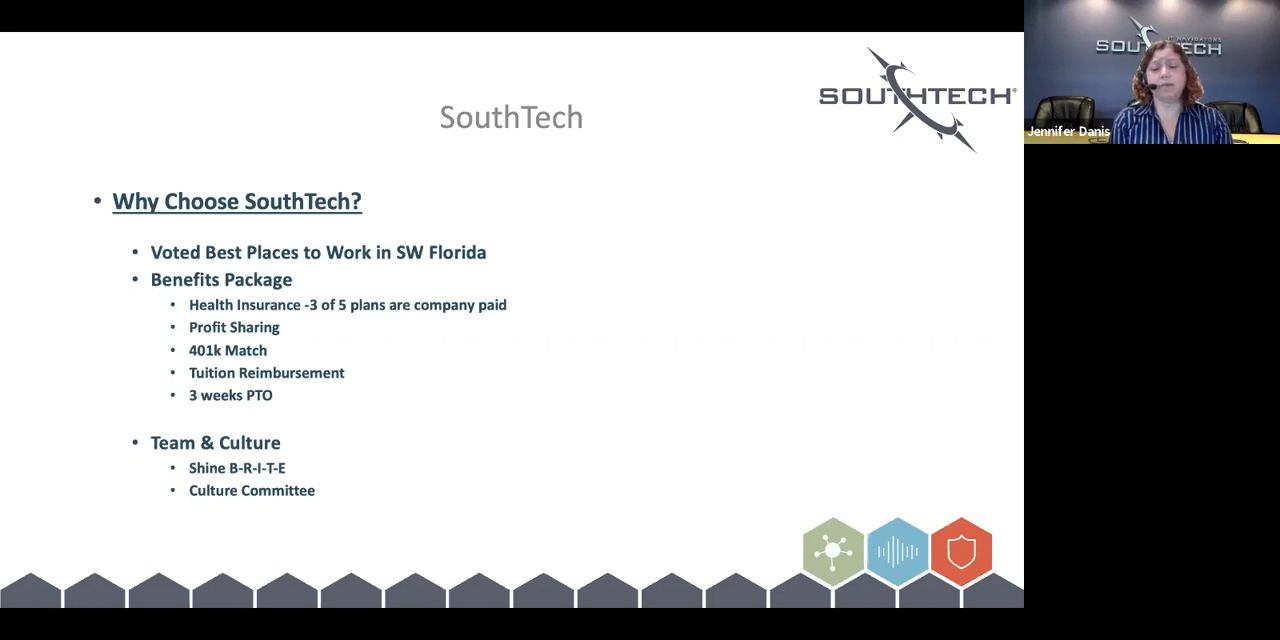 SouthTech
SOUTHTECH®
• Why Choose SouthTech?
• Voted Best Places to Work in SW Florida
• Benefits Package
• Health Insurance -3 of 5 plans are company paid
• Profit Sharing
• 401k Match
• Tuition Reimbursement
• 3 weeks PTO
• Team & Culture
• Shine B-R-I-T-E
• Culture Committee
IT NAVIGATORS
SOUTHTECH
Jennifer Danis